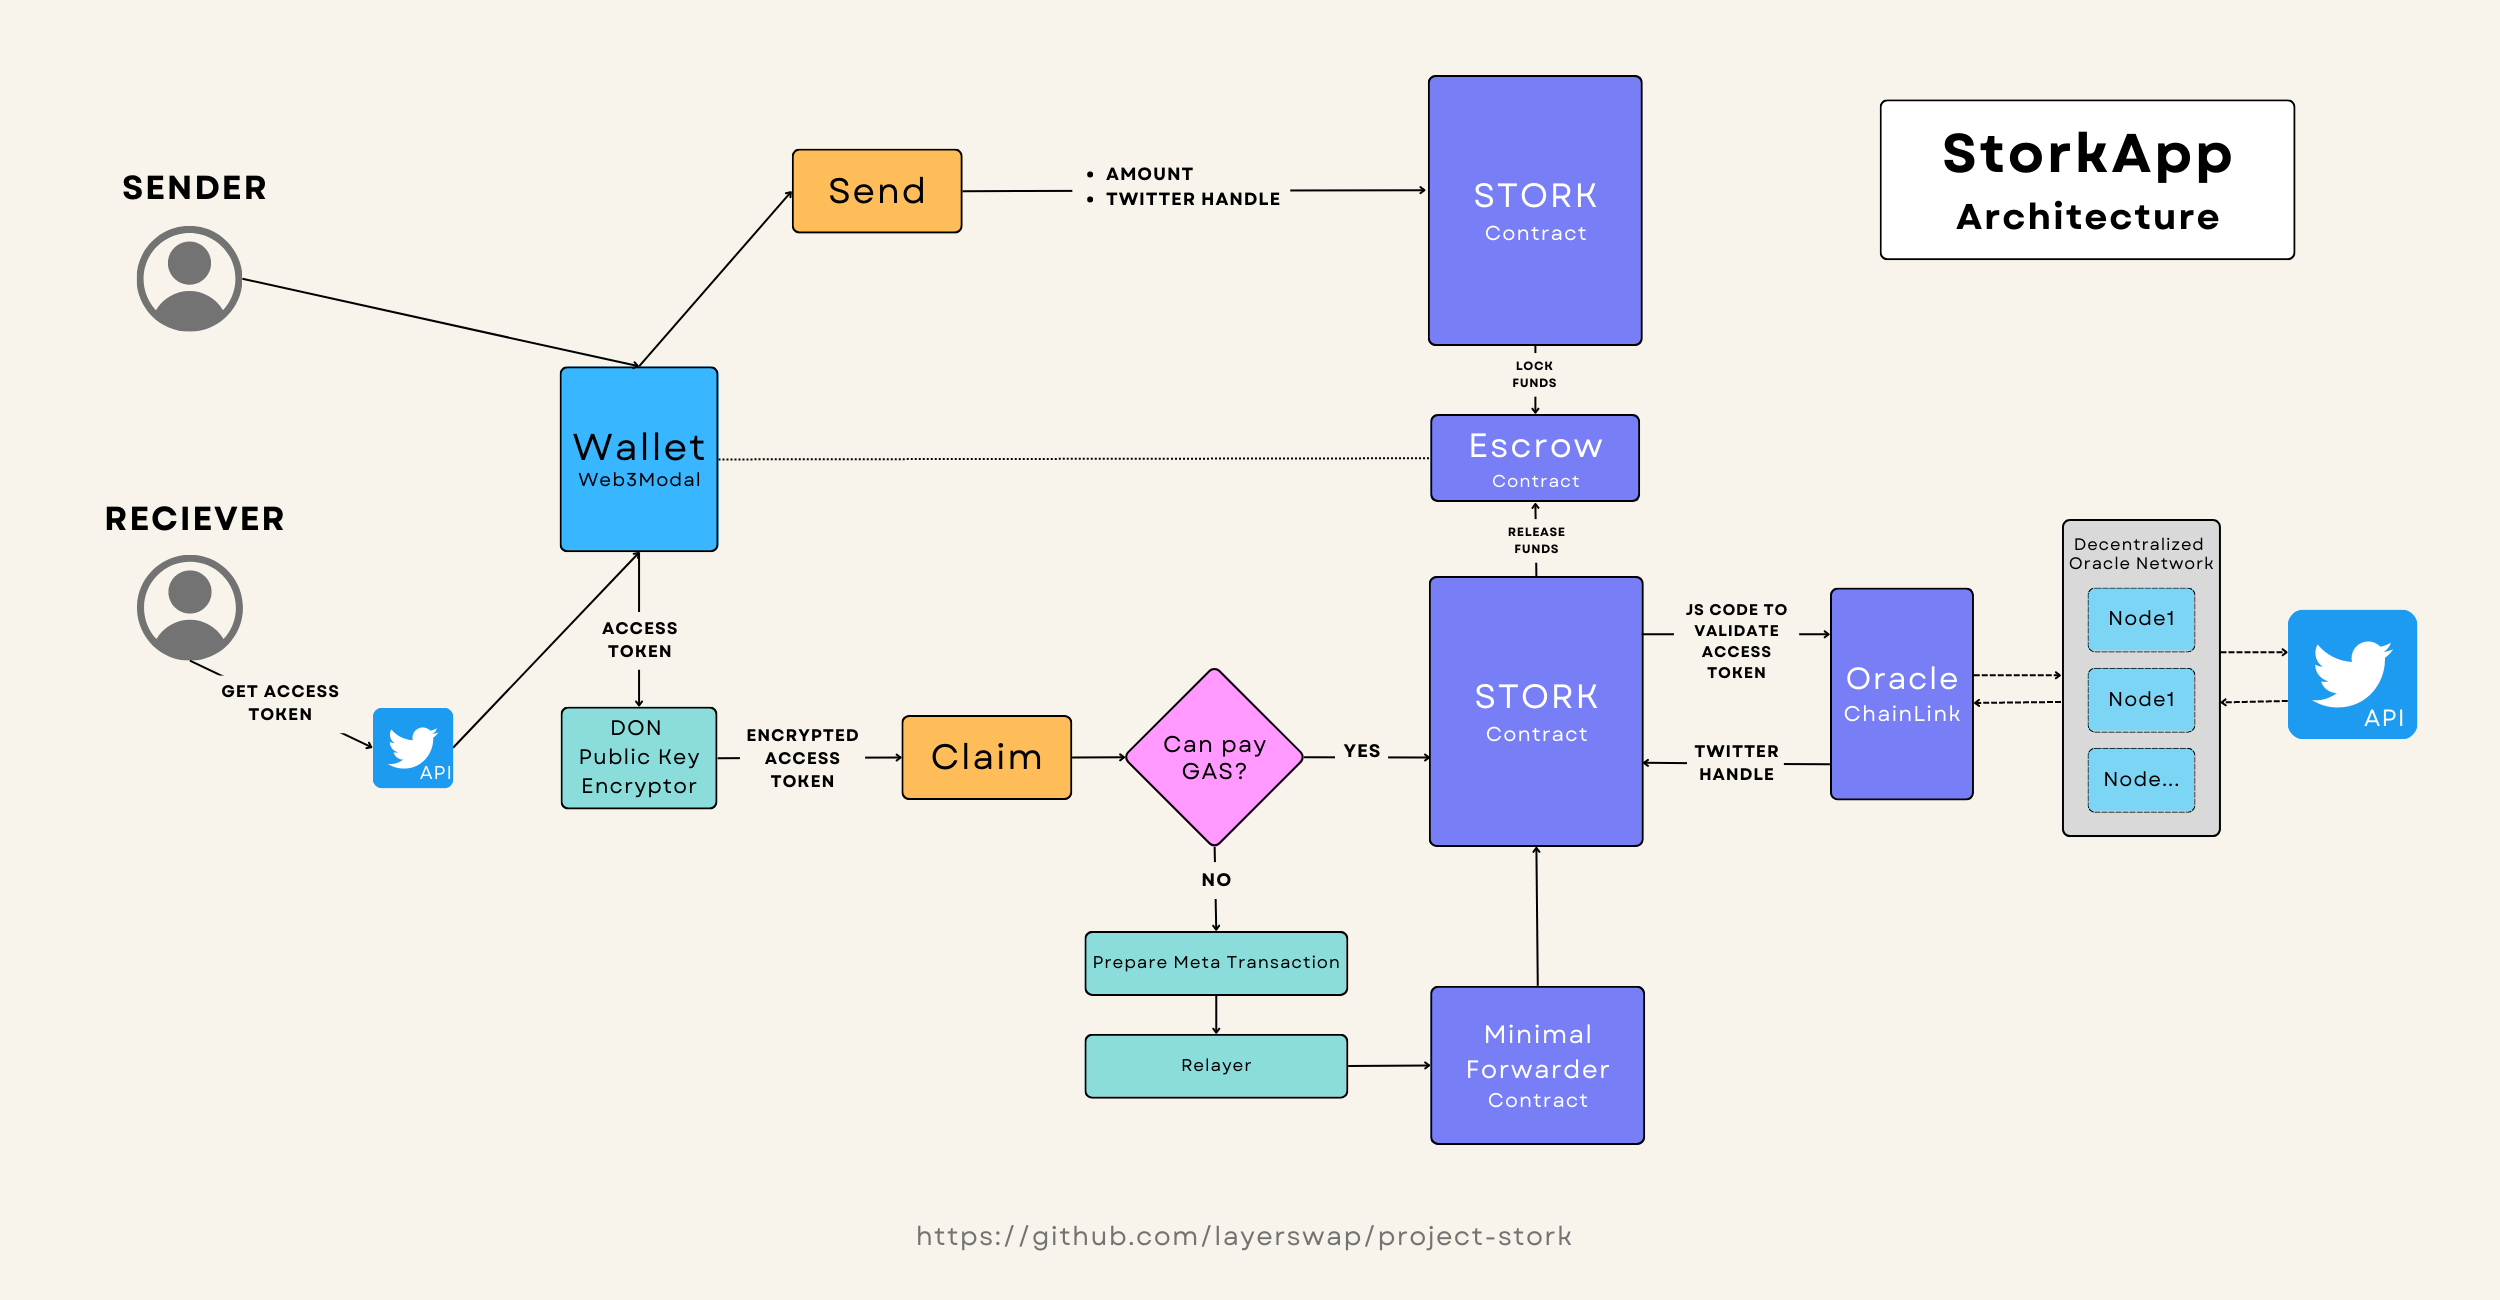 StorkApp
Architecture
SENDER
Send
• AMOUNT
• TWITTER HANDLE
STORK
Contract
LOCK
FUNDS
Wallet
Web3Modal
Escrow
Contract
RELEASE
FUNDS
RECIEVER
GET ACCESS
TOKEN
API
ACCESS
TOKEN
DON
Public Key
Encryptor
ENCRYPTED
ACCESS
TOKEN
Claim
Can pay
GAS?
YES
NO
STORK
Contract
JS CODE TO
VALIDATE
ACCESS
TOKEN
TWITTER
HANDLE
Oracle
ChainLink
Decentralized
Oracle Network
Node1
Node1
Node...
API
Prepare Meta Transaction
Relayer
Minimal
Forwarder
Contract
https://github.com/layerswap/project-stork